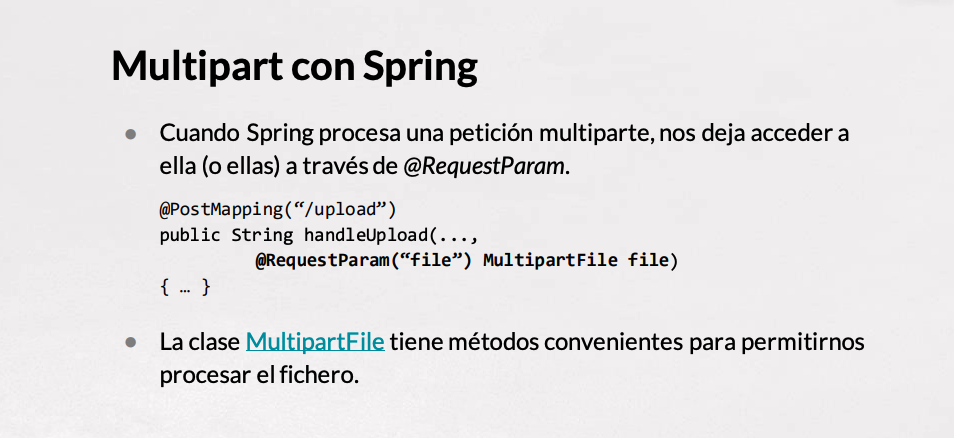 Multipart con Spring
● Cuando Spring procesa una petición multiparte, nos deja acceder a
ella (o ellas) a través de @RequestParam.
@PostMapping(“/upload”)
public String handleUpload(...,
@RequestParam(“file”) MultipartFile file)
{ … }
● La clase MultipartFile tiene métodos convenientes para permitirnos
procesar el fichero.